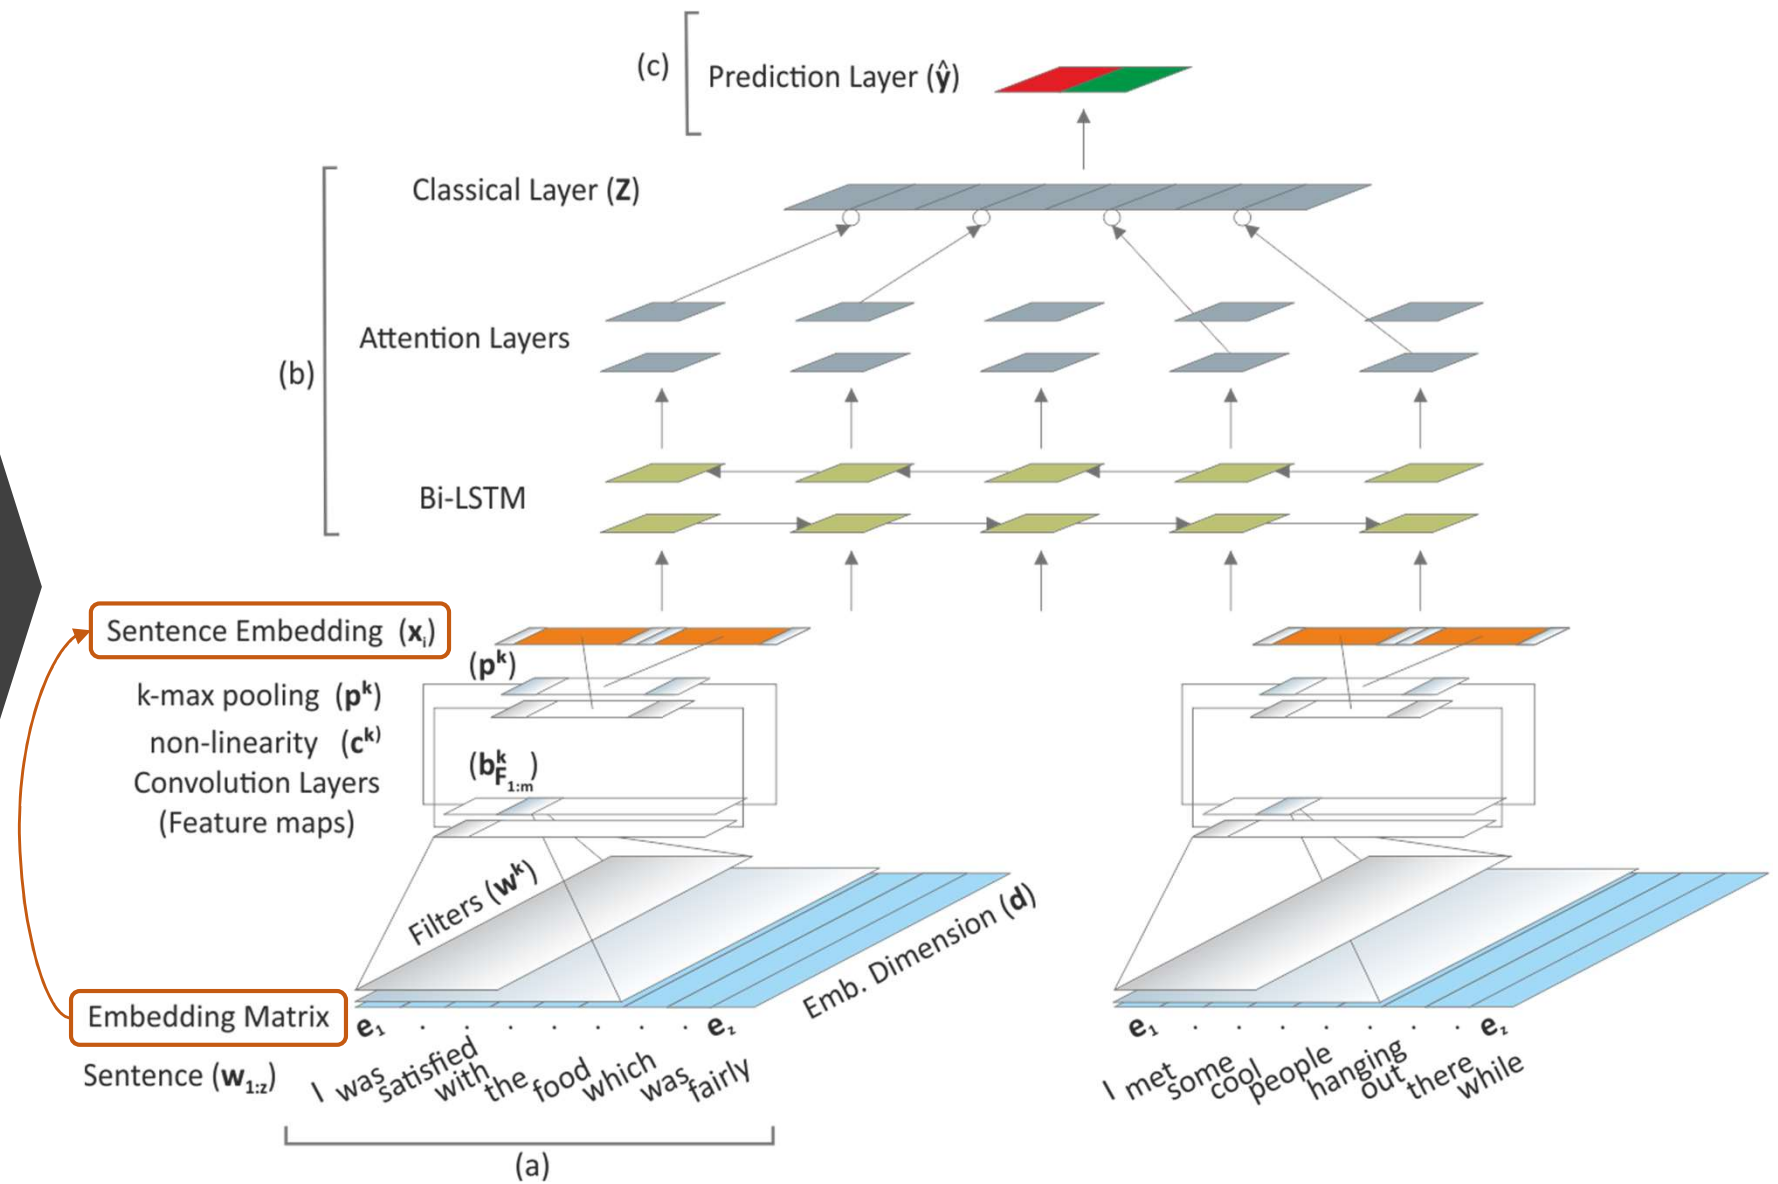 (c)
Prediction Layer (ŷ)
Classical Layer (Z)
Attention Layers
(b)
Bi-LSTM
Sentence Embedding (xᵢ)
(pᵏ)
k-max pooling (pᵏ)
non-linearity (cᵏ)
(bᵏF₁:ₘ)
Convolution Layers
(Feature maps)
Filters (wᵏ)
Emb. Dimension (d)
Embedding Matrix
e₁ . . . . . . . e_z
e₁ . . . . . . . e_z
Sentence (w₁:z)
I was satisfied with the food which was fairly
I met some cool people hanging out there while
(a)